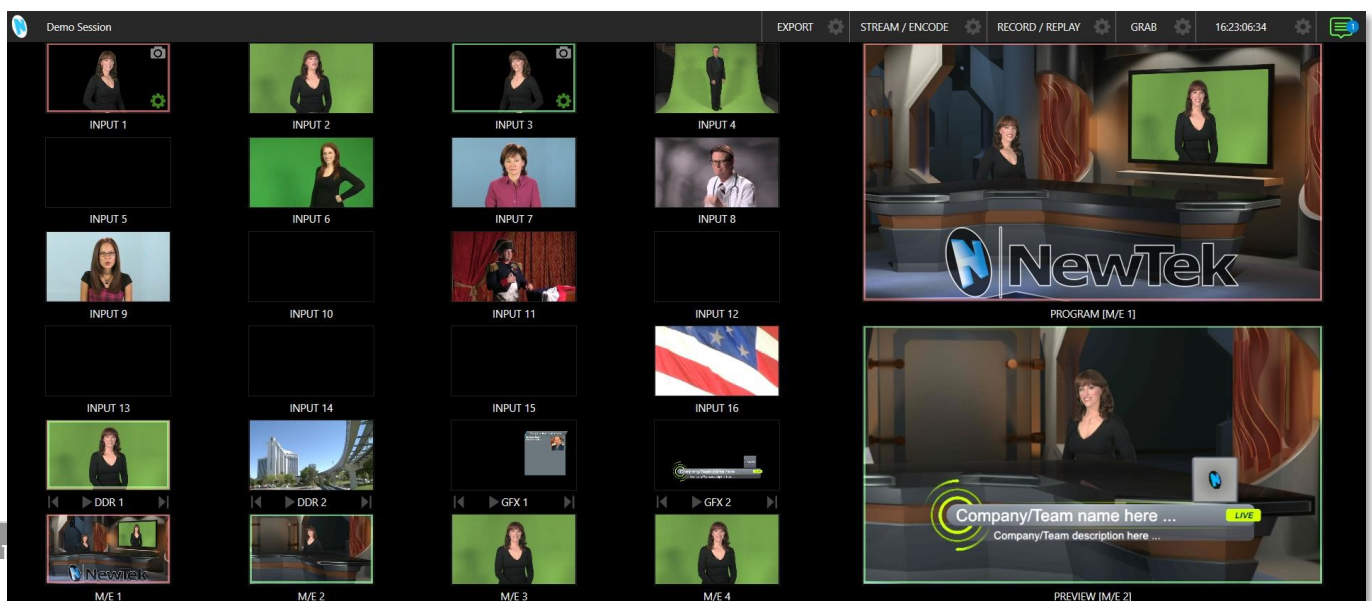 Demo Session
EXPORT
STREAM / ENCODE
RECORD / REPLAY
GRAB
16:23:06:34
1
INPUT 1
INPUT 2
INPUT 3
INPUT 4
INPUT 5
INPUT 6
INPUT 7
INPUT 8
INPUT 9
INPUT 10
INPUT 11
INPUT 12
INPUT 13
INPUT 14
INPUT 15
INPUT 16
DDR 1
DDR 2
GFX 1
GFX 2
NewTek
M/E 1
M/E 2
M/E 3
M/E 4
N NewTek
PROGRAM [M/E 1]
Company/Team name here ...
LIVE
Company/Team description here ...
PREVIEW [M/E 2]